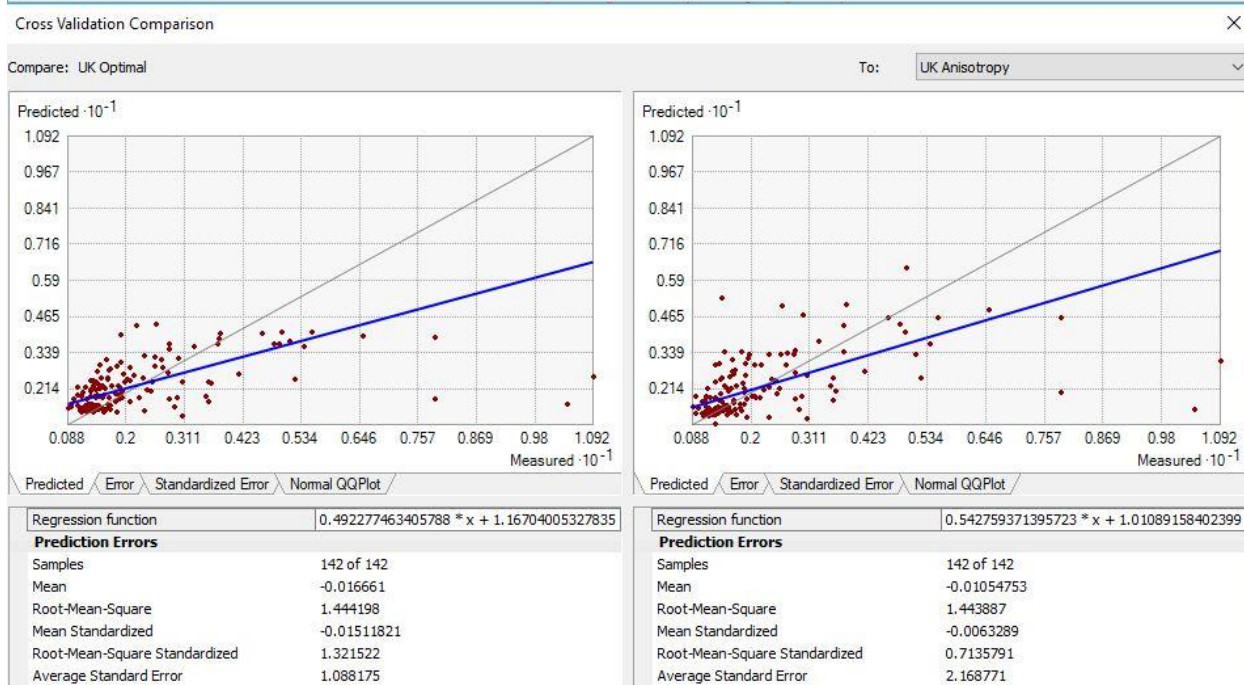 Cross Validation Comparison
Compare: UK Optimal
To: UK Anisotropy
Predicted ·10⁻¹
1.092
0.967
0.841
0.716
0.59
0.465
0.339
0.214
0.088 0.2 0.311 0.423 0.534 0.646 0.757 0.869 0.98 1.092
Measured ·10⁻¹
Predicted Error Standardized Error Normal QQPlot
Regression function 0.492277463405788 * x + 1.16704005327835
Prediction Errors
Samples 142 of 142
Mean -0.016661
Root-Mean-Square 1.444198
Mean Standardized -0.01511821
Root-Mean-Square Standardized 1.321522
Average Standard Error 1.088175
Predicted ·10⁻¹
1.092
0.967
0.841
0.716
0.59
0.465
0.339
0.214
0.088 0.2 0.311 0.423 0.534 0.646 0.757 0.869 0.98 1.092
Measured ·10⁻¹
Predicted Error Standardized Error Normal QQPlot
Regression function 0.542759371395723 * x + 1.01089158402399
Prediction Errors
Samples 142 of 142
Mean -0.01054753
Root-Mean-Square 1.443887
Mean Standardized -0.0063289
Root-Mean-Square Standardized 0.7135791
Average Standard Error 2.168771